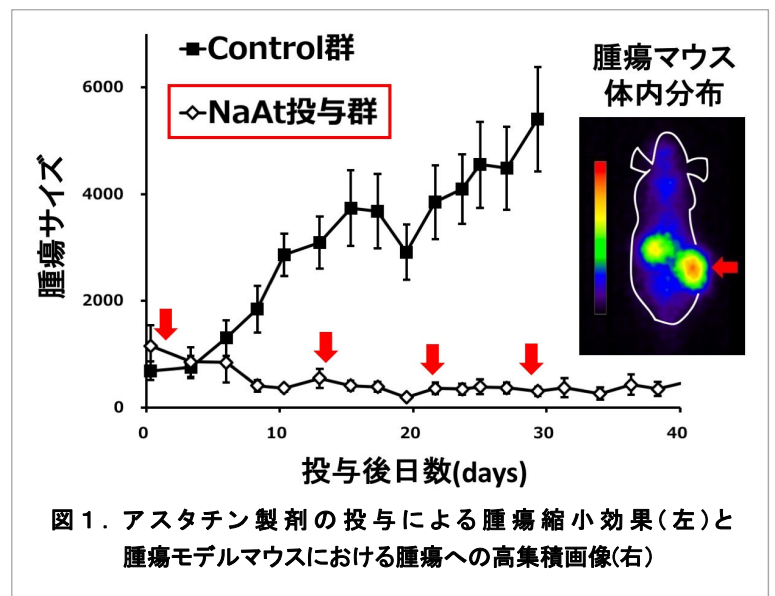 Control群
NaAt投与群
腫瘍マウス
体内分布
腫瘍サイズ
6000
4000
2000
0
0 10 20 30 40
投与後日数(days)
図1. アスタチン製剤の投与による腫瘍縮小効果(左)と
腫瘍モデルマウスにおける腫瘍への高集積画像(右)